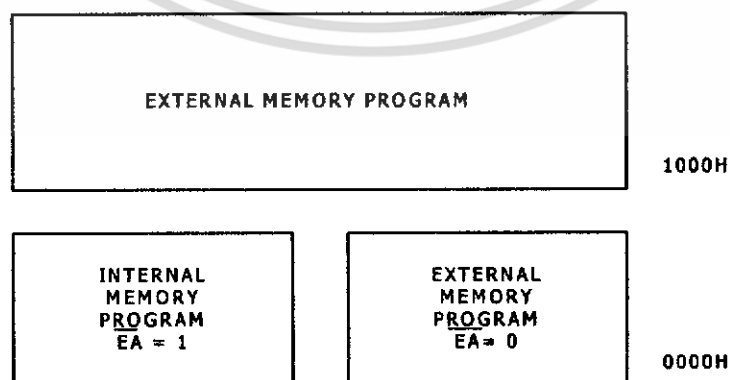 EXTERNAL MEMORY PROGRAM
1000H
INTERNAL
MEMORY
PROGRAM
EA = 1
EXTERNAL
MEMORY
PROGRAM
EA= 0
0000H